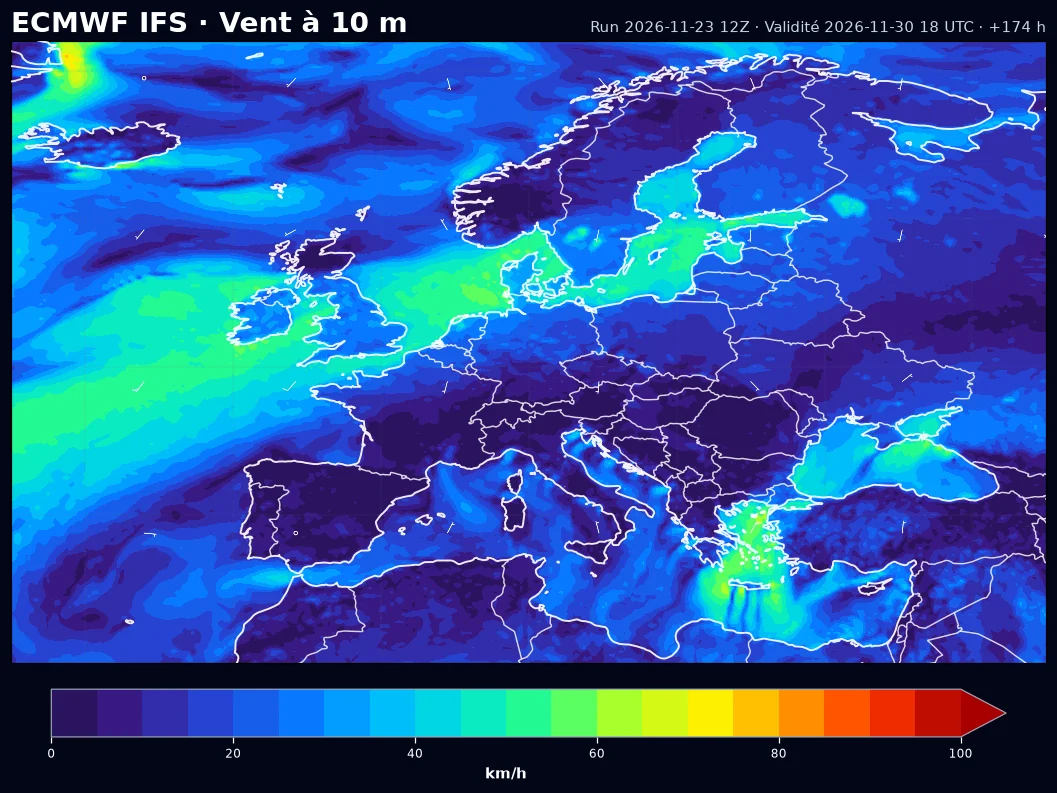 ECMWF IFS · Vent à 10 m
Run 2026-11-23 12Z · Validité 2026-11-30 18 UTC · +174 h
0 20 40 60 80 100
km/h